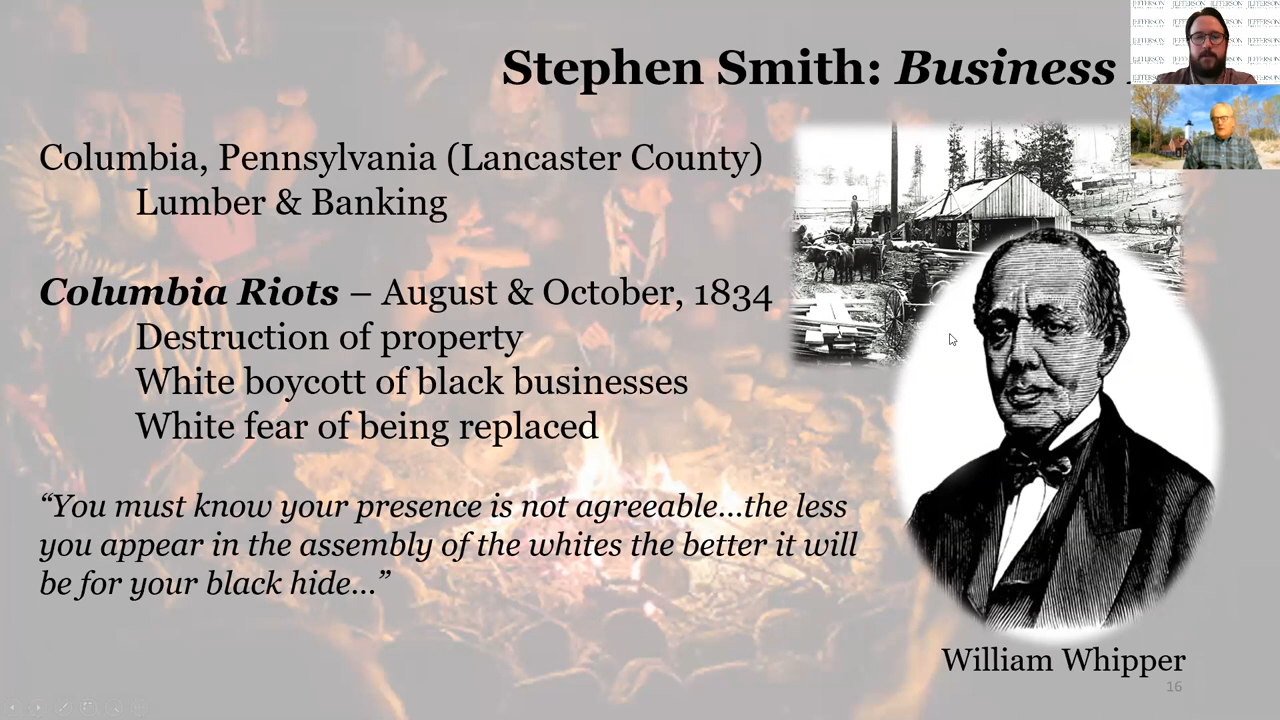 Stephen Smith: Business
Columbia, Pennsylvania (Lancaster County)
Lumber & Banking
Columbia Riots – August & October, 1834
Destruction of property
White boycott of black businesses
White fear of being replaced
“You must know your presence is not agreeable...the less
you appear in the assembly of the whites the better it will
be for your black hide...”
William Whipper
16